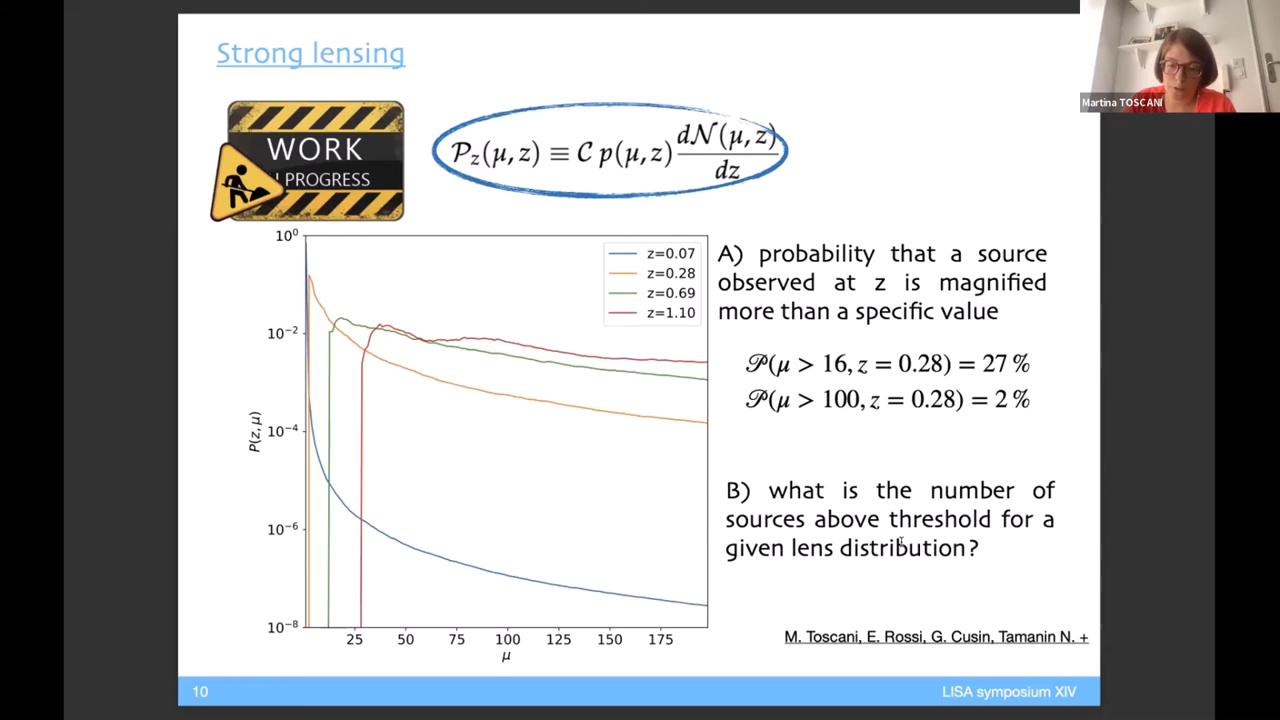 Strong lensing
WORK
PROGRESS
𝒫z(μ, z) ≡ C p(μ, z) d𝒩(μ, z)/dz
Martina TOSCANI
10⁰
10⁻²
10⁻⁴
10⁻⁶
10⁻⁸
P(z, μ)
z=0.07
z=0.28
z=0.69
z=1.10
25 50 75 100 125 150 175
μ
A) probability that a source
observed at z is magnified
more than a specific value
𝒫(μ > 16, z = 0.28) = 27 %
𝒫(μ > 100, z = 0.28) = 2 %
B) what is the number of
sources above threshold for a
given lens distribution?
M. Toscani, E. Rossi, G. Cusin, Tamanin N. +
10
LISA symposium XIV